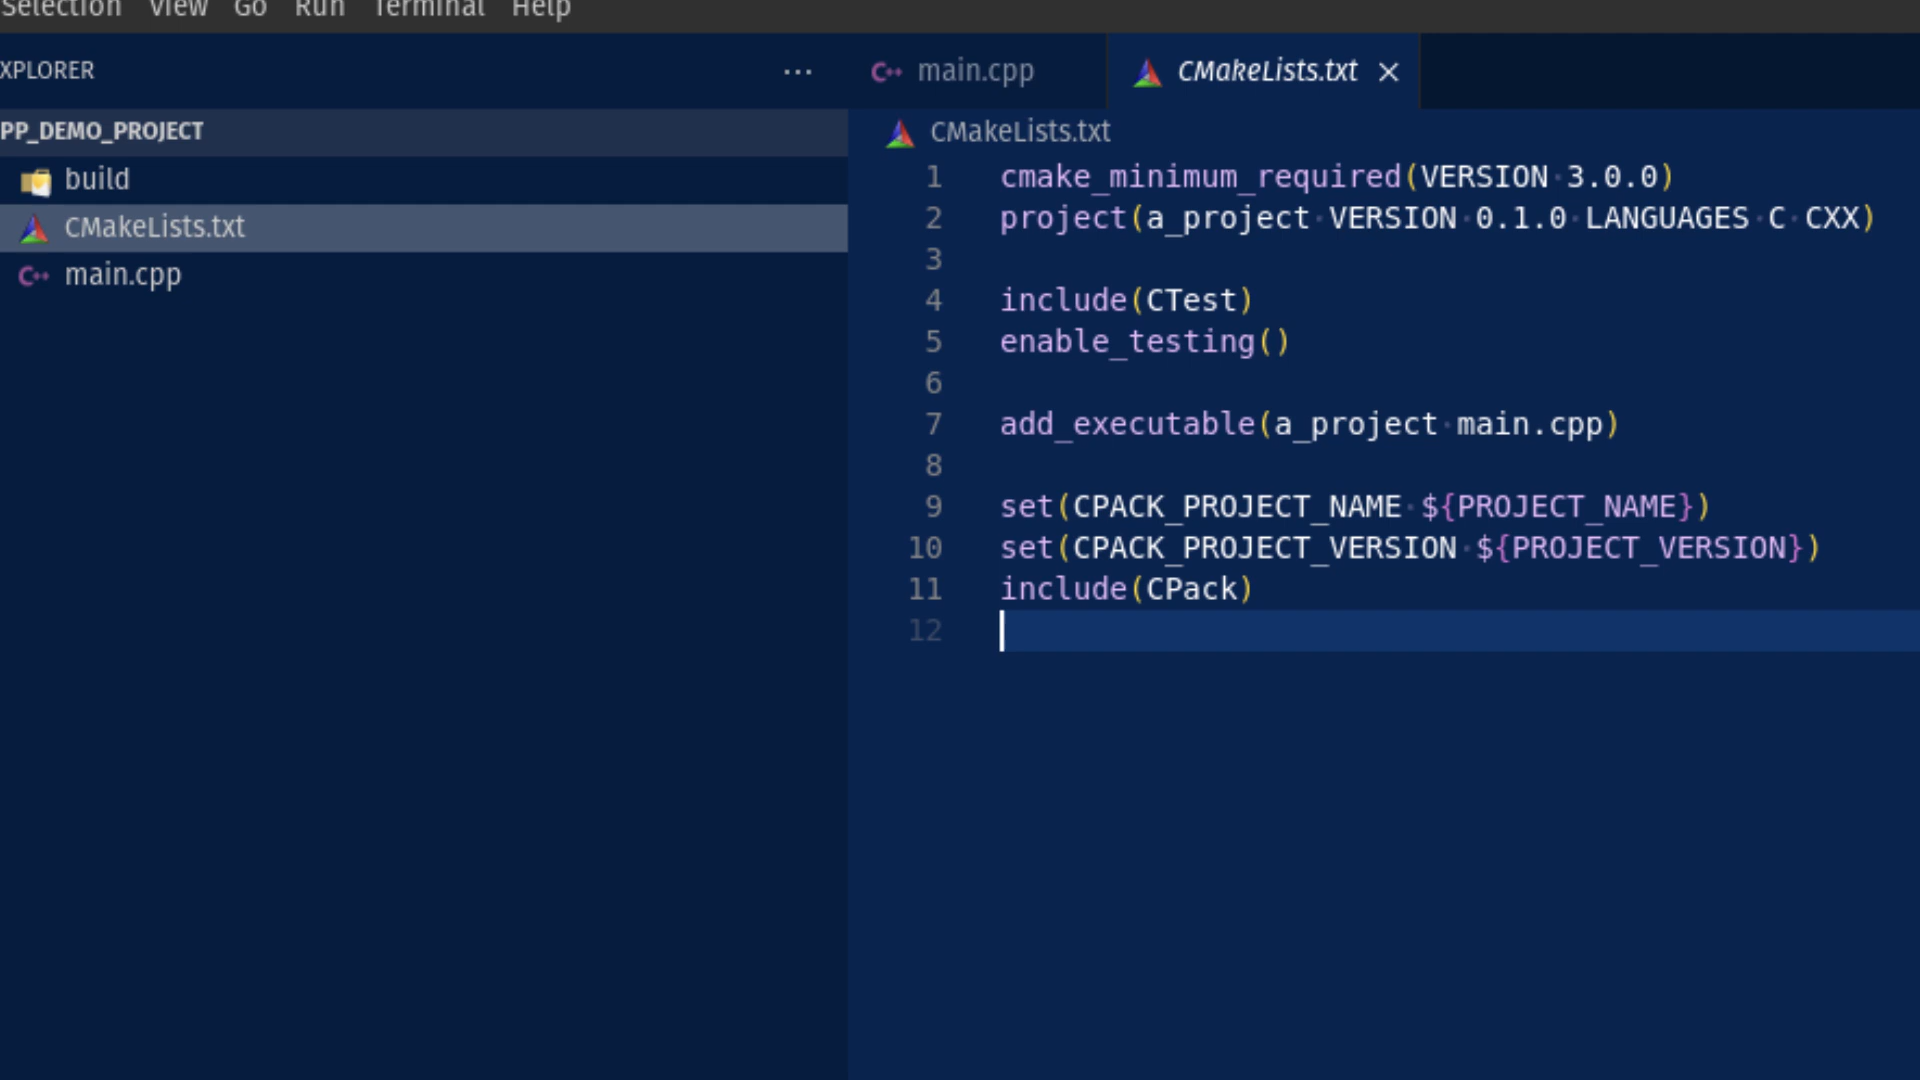 Selection View Go Run Terminal Help
XPLORER
main.cpp
CMakeLists.txt
PP_DEMO_PROJECT
build
CMakeLists.txt
main.cpp
CMakeLists.txt
1 cmake_minimum_required(VERSION 3.0.0)
2 project(a_project VERSION 0.1.0 LANGUAGES C CXX)
3
4 include(CTest)
5 enable_testing()
6
7 add_executable(a_project main.cpp)
8
9 set(CPACK_PROJECT_NAME ${PROJECT_NAME})
10 set(CPACK_PROJECT_VERSION ${PROJECT_VERSION})
11 include(CPack)
12